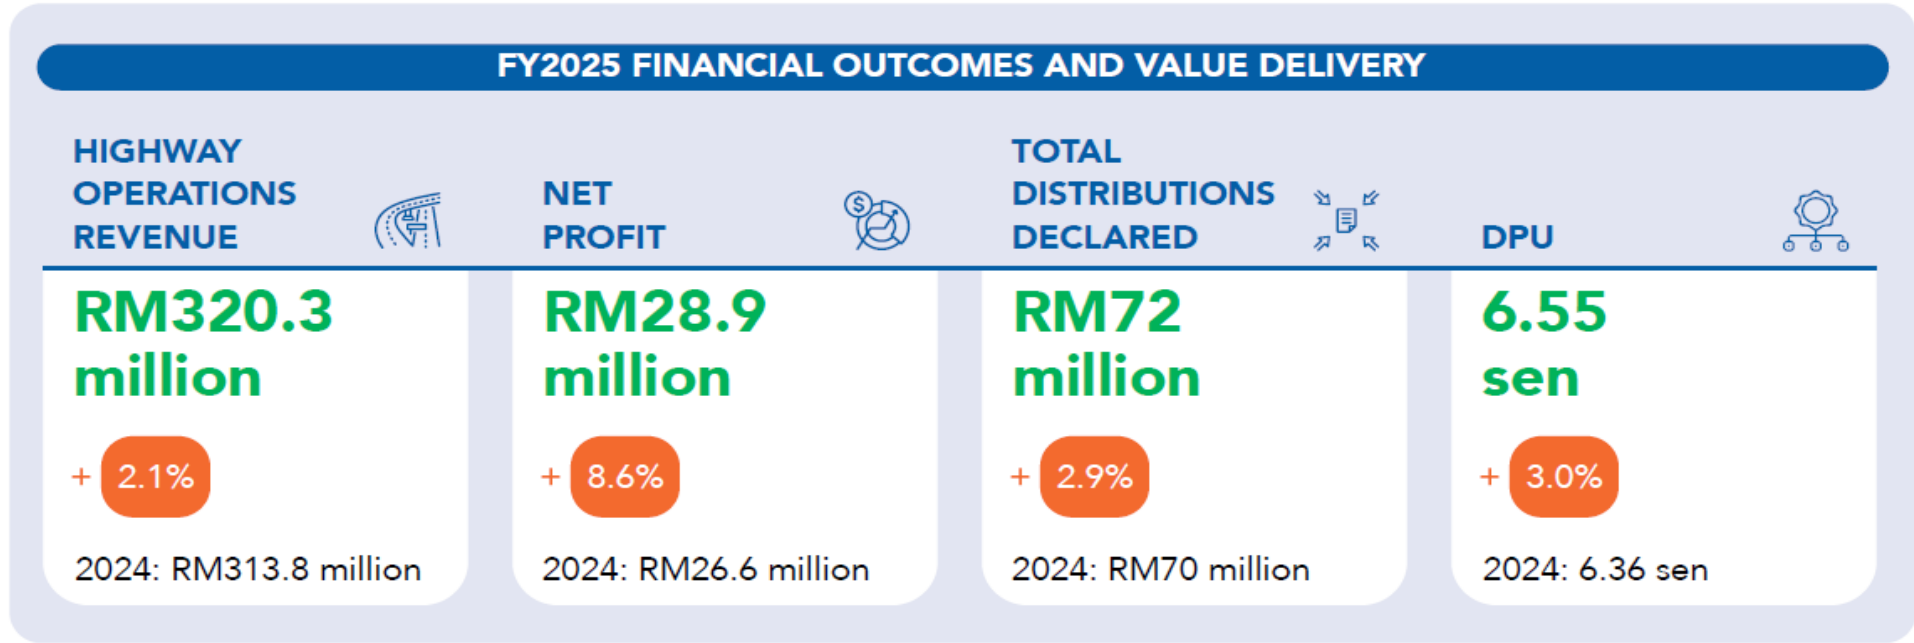 FY2025 FINANCIAL OUTCOMES AND VALUE DELIVERY
HIGHWAY
OPERATIONS
REVENUE
RM320.3
million
+ 2.1%
2024: RM313.8 million
NET
PROFIT
$
RM28.9
million
+ 8.6%
2024: RM26.6 million
TOTAL
DISTRIBUTIONS
DECLARED
RM72
million
+ 2.9%
2024: RM70 million
DPU
6.55
sen
+ 3.0%
2024: 6.36 sen